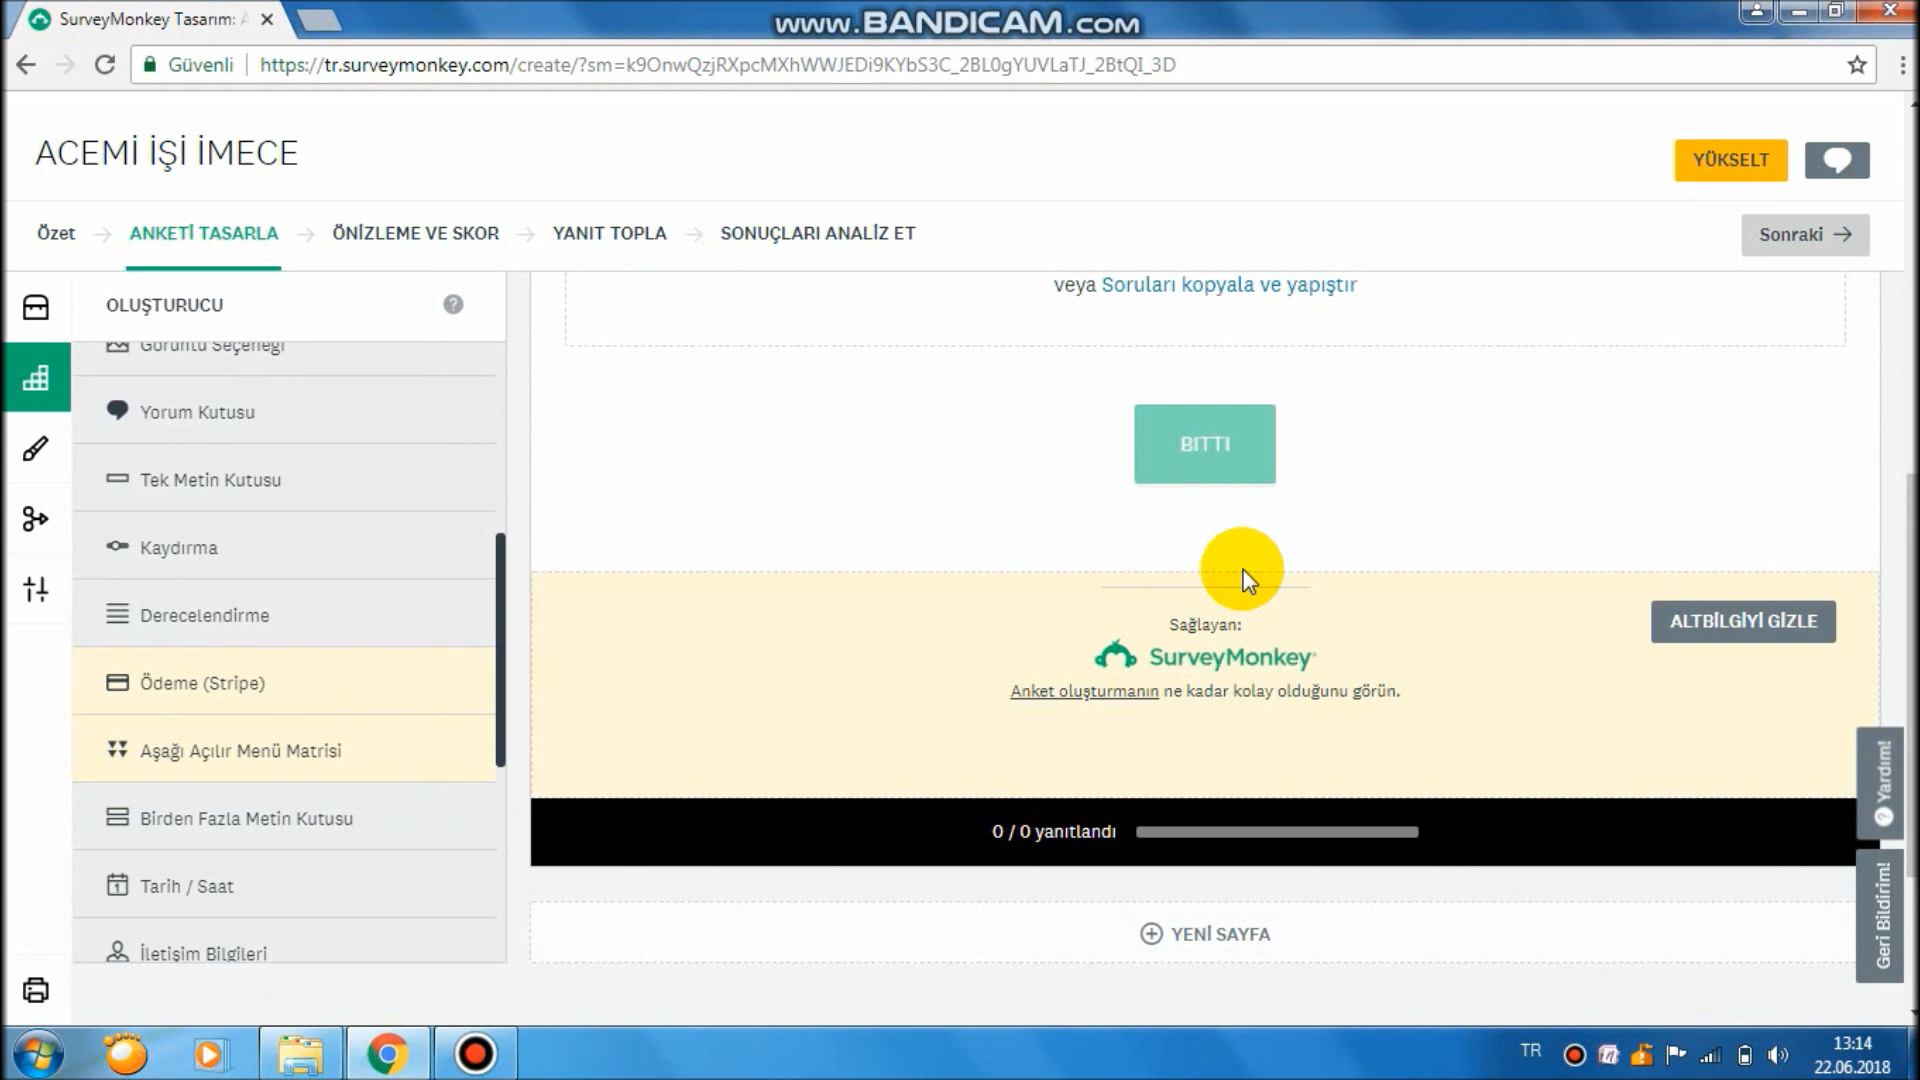 SurveyMonkey Tasarım: A
www.BANDICAM.com
Güvenli
https://tr.surveymonkey.com/create/?sm=k9OnwQzjRXpcMXhWWJEDi9KYbS3C_2BL0gYUVLaTJ_2BtQI_3D
ACEMİ İŞİ İMECE
YÜKSELT
Özet
ANKETİ TASARLA
ÖNİZLEME VE SKOR
YANIT TOPLA
SONUÇLARI ANALİZ ET
Sonraki
OLUŞTURUCU
veya Soruları kopyala ve yapıştır
Görüntü Seçeneği
Yorum Kutusu
Tek Metin Kutusu
Kaydırma
Derecelendirme
Ödeme (Stripe)
Aşağı Açılır Menü Matrisi
Birden Fazla Metin Kutusu
Tarih / Saat
İletişim Bilgileri
BITTI
Sağlayan:
SurveyMonkey
Anket oluşturmanın ne kadar kolay olduğunu görün.
ALTBİLGİYİ GİZLE
0 / 0 yanıtlandı
YENİ SAYFA
Yardım!
Geri Bildirim!
TR
13:14
22.06.2018